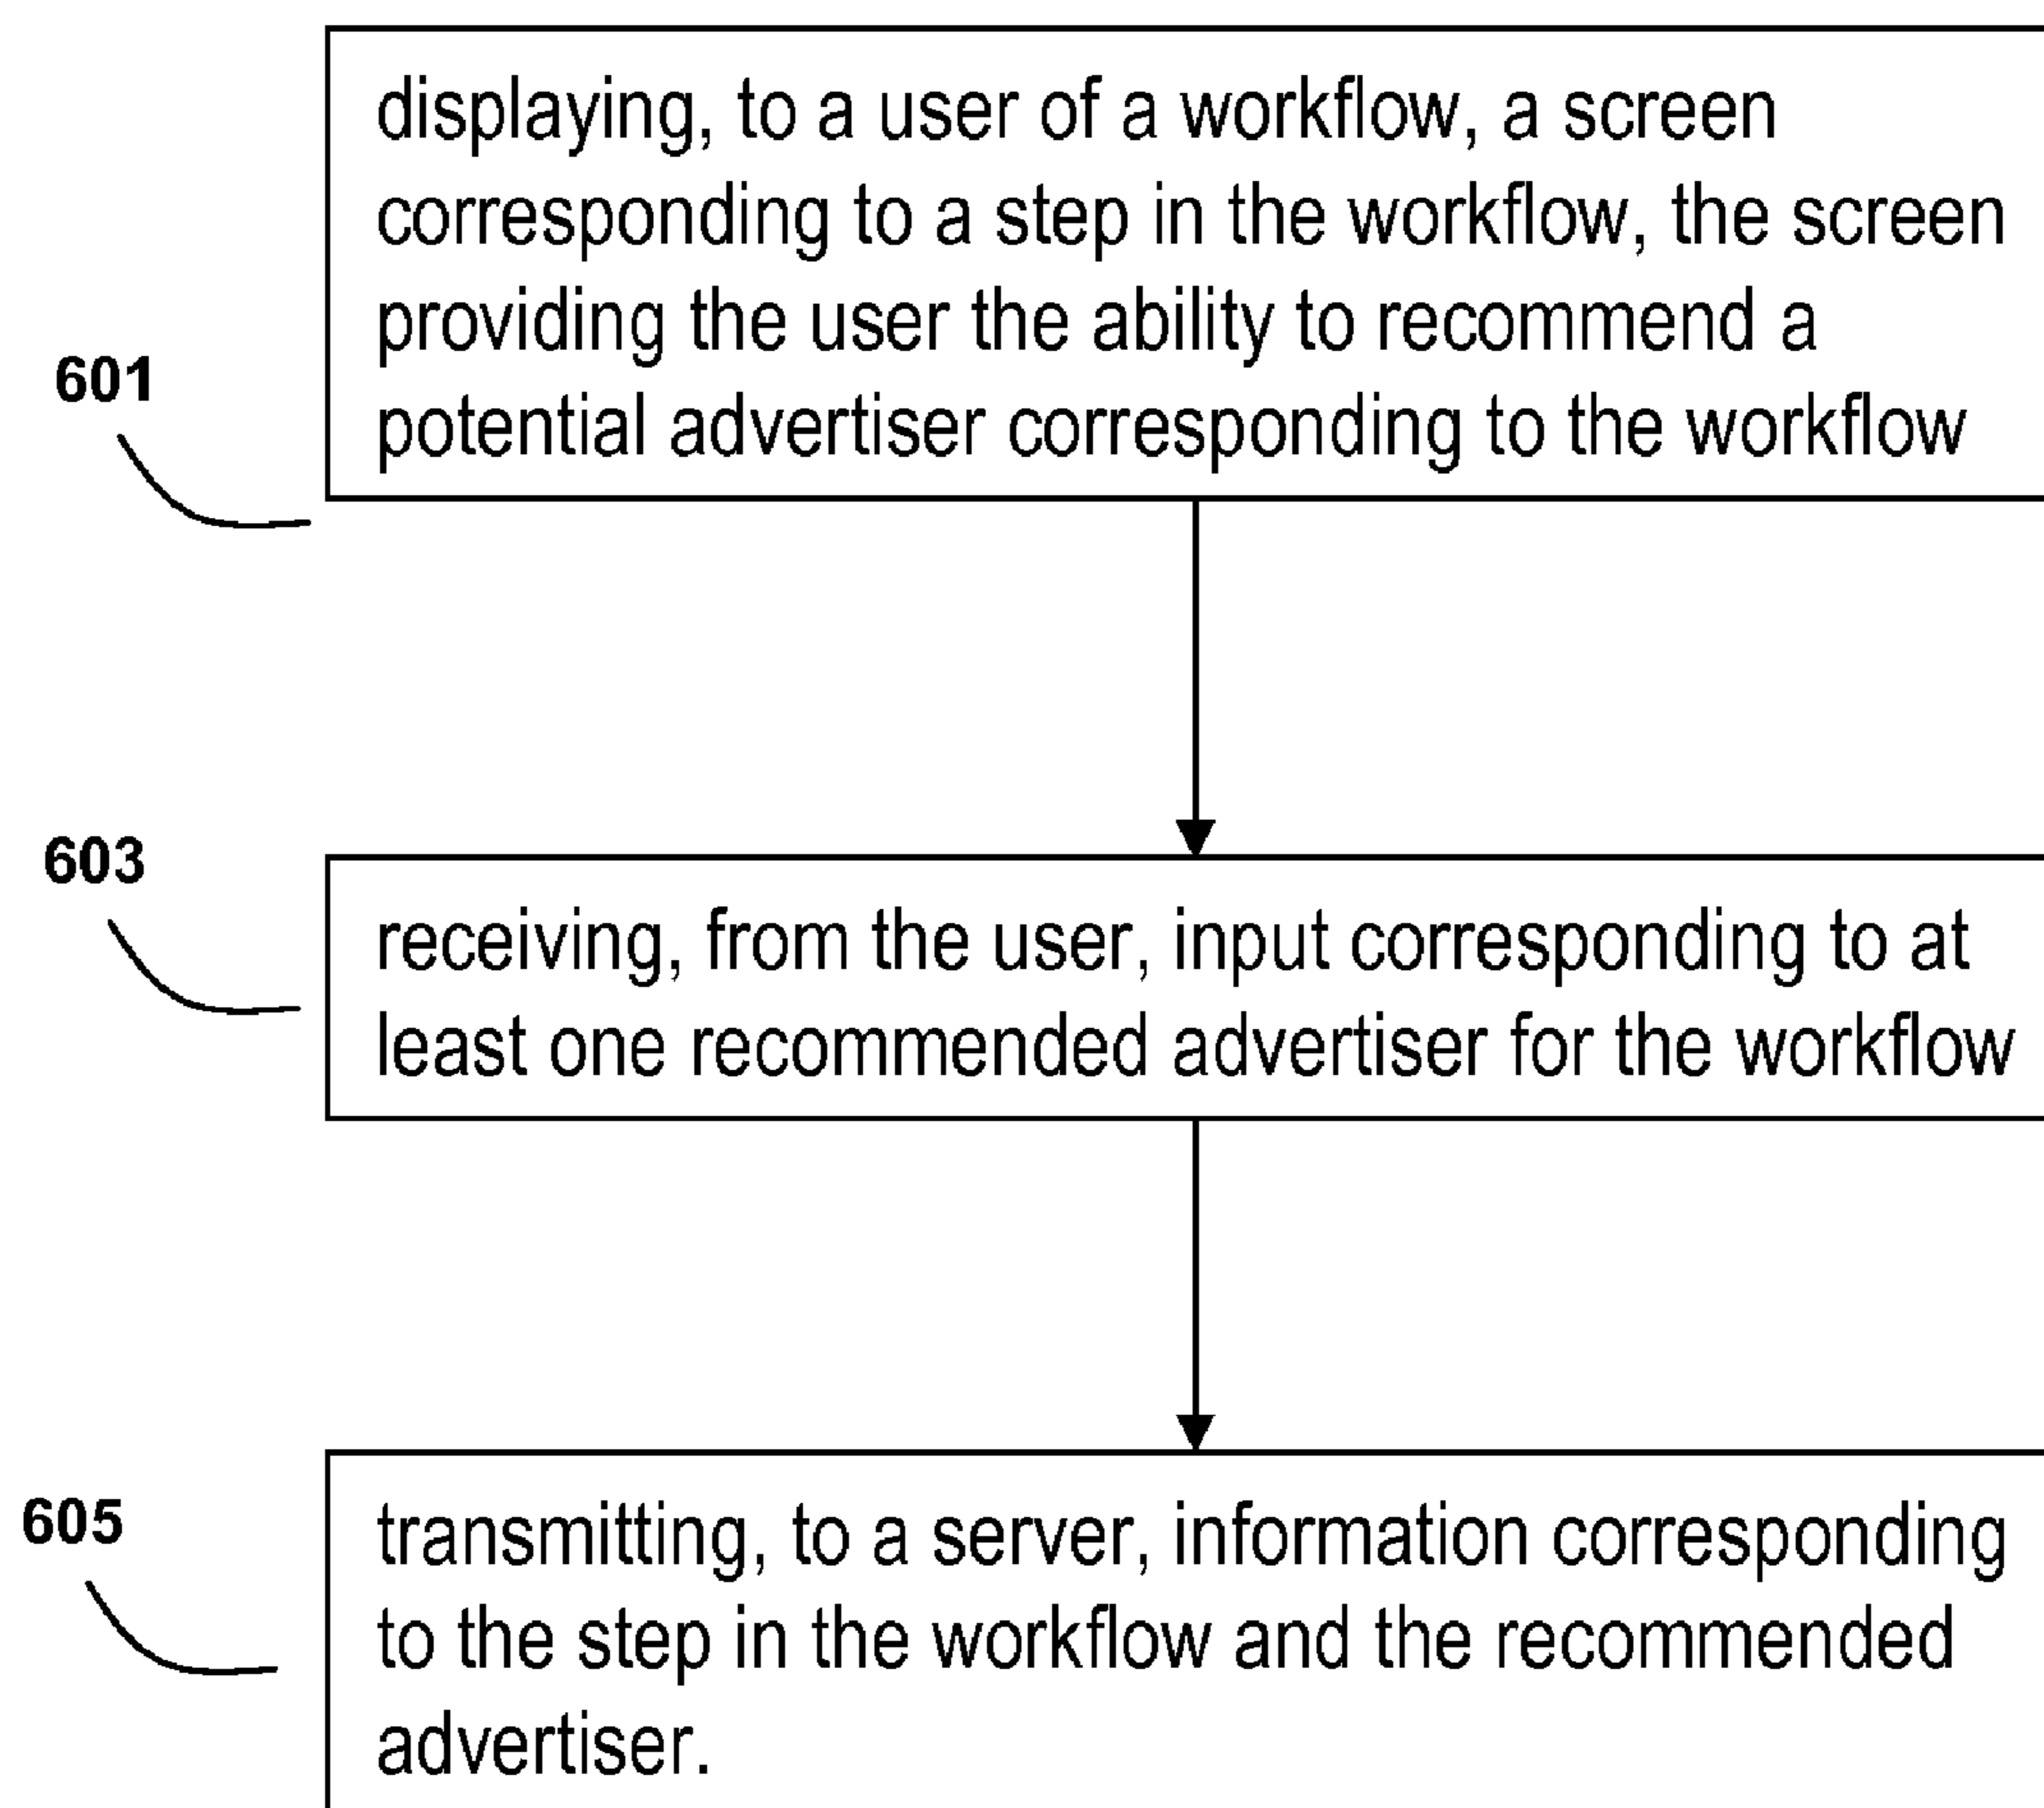 displaying, to a user of a workflow, a screen
corresponding to a step in the workflow, the screen
providing the user the ability to recommend a
potential advertiser corresponding to the workflow
601
603
receiving, from the user, input corresponding to at
least one recommended advertiser for the workflow
605
transmitting, to a server, information corresponding
to the step in the workflow and the recommended
advertiser.